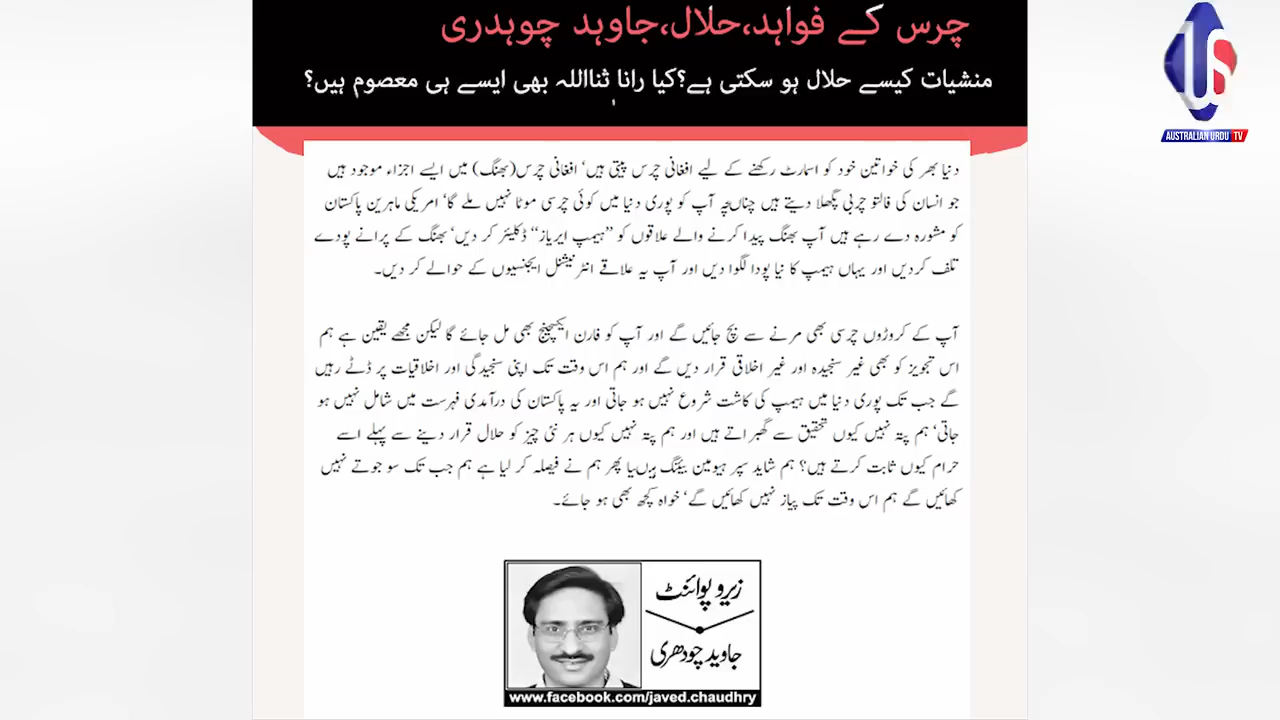 چرس کے فواہد،حلال،جاوہد چوہدری
منشیات کیسے حلال ہو سکتی ہے؟کیا رانا ثنااللہ بھی ایسے ہی معصوم ہیں؟
US
AUSTRALIAN URDU TV
دنیا بھر کی خواتین خود کو اسمارٹ رکھنے کے لیے افغانی چرس پیتی ہیں‘ افغانی چرس(بھنگ) میں ایسے اجزاء موجود ہیں
جو انسان کی فالتو چربی پگھلا دیتے ہیں چناںچہ آپ کو پوری دنیا میں کوئی چرسی موٹا نہیں ملے گا‘ امریکی ماہرین پاکستان
کو مشورہ دے رہے ہیں آپ بھنگ پیدا کرنے والے علاقوں کو ”ہیمپ ایریاز“ ڈکلیئر کر دیں‘ بھنگ کے پرانے پودے
تلف کردیں اور یہاں ہیمپ کا نیا پودا لگوا دیں اور آپ یہ علاقے انٹرنیشنل ایجنسیوں کے حوالے کر دیں۔
آپ کے کروڑوں چرسی بھی مرنے سے بچ جائیں گے اور آپ کو فارن ایکسچینج بھی مل جائے گا لیکن مجھے یقین ہے ہم
اس تجویز کو بھی غیر سنجیدہ اور غیر اخلاقی قرار دیں گے اور ہم اس وقت تک اپنی سنجیدگی اور اخلاقیات پر ڈٹے رہیں
گے جب تک پوری دنیا میں ہیمپ کی کاشت شروع نہیں ہو جاتی اور یہ پاکستان کی درآمدی فہرست میں شامل نہیں ہو
جاتی‘ ہم پتہ نہیں کیوں تحقیق سے گھبراتے ہیں اور ہم پتہ نہیں کیوں ہر نئی چیز کو حلال قرار دینے سے پہلے اسے
حرام کیوں ثابت کرتے ہیں؟ ہم شاید سپر ہیومین بینگ ہیںیا پھر ہم نے فیصلہ کر لیا ہے ہم جب تک سو جوتے نہیں
کھائیں گے ہم اس وقت تک پیاز نہیں کھائیں گے‘ خواہ کچھ بھی ہو جائے۔
زیرو پوائنٹ
جاوید چودھری
www.facebook.com/javed.chaudhry